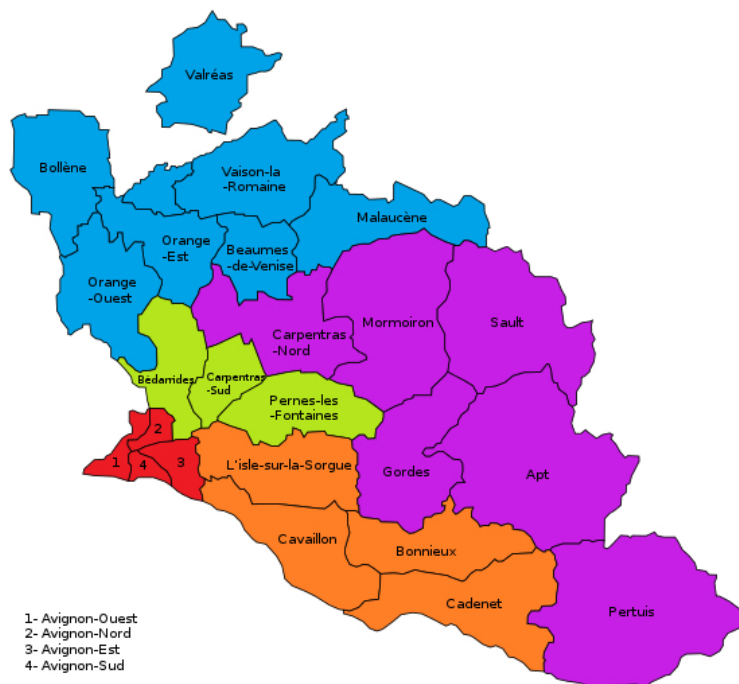 Valréas
Bollène
Vaison-la
-Romaine
Malaucène
Orange
-Est
Beaumes
-de-Venise
Orange
-Ouest
Carpentras
-Nord
Mormoiron
Sault
Bédarrides
Carpentras
-Sud
Pernes-les
-Fontaines
2
1
4
3
L'isle-sur-la-Sorgue
Gordes
Apt
Cavaillon
Bonnieux
Cadenet
Pertuis
1- Avignon-Ouest
2- Avignon-Nord
3- Avignon-Est
4- Avignon-Sud